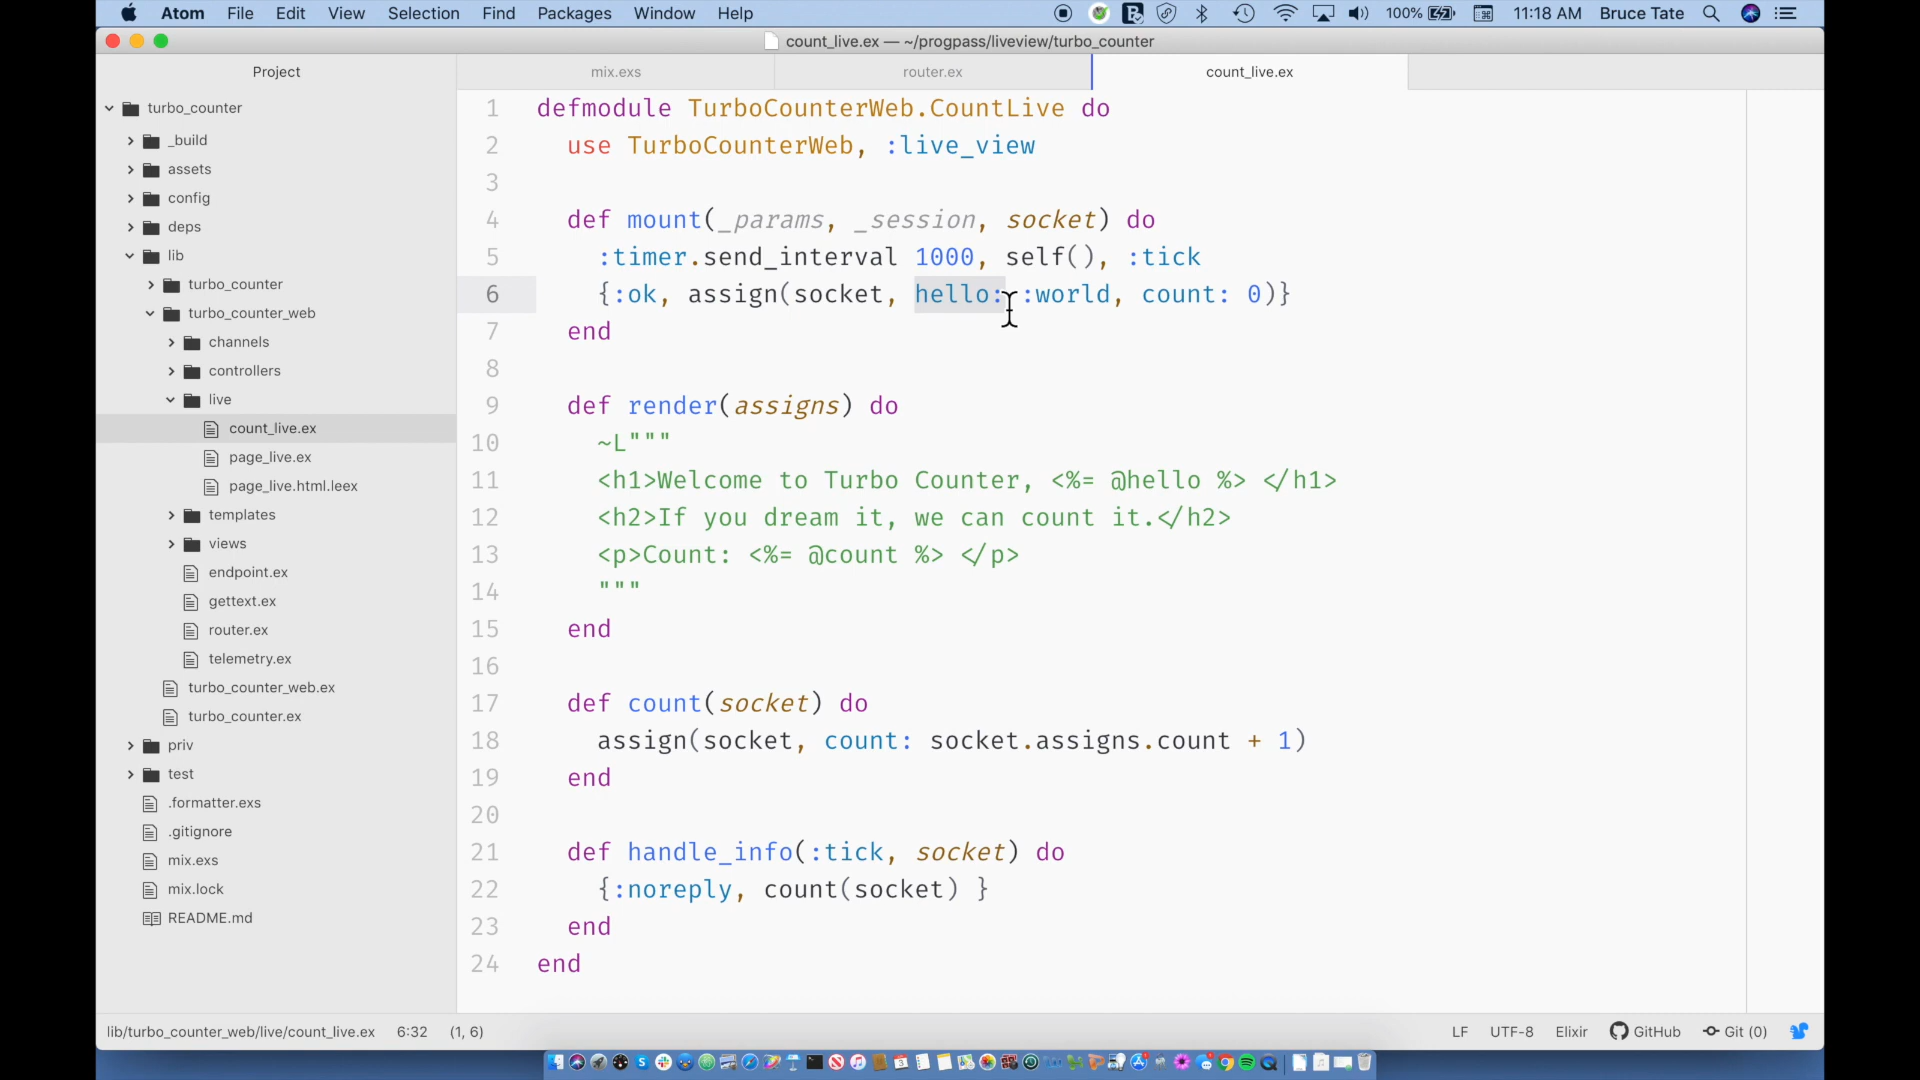 Atom File Edit View Selection Find Packages Window Help 100% 11:18 AM Bruce Tate
count_live.ex — ~/progpass/liveview/turbo_counter
Project
mix.exs
router.ex
count_live.ex
turbo_counter
_build
assets
config
deps
lib
turbo_counter
turbo_counter_web
channels
controllers
live
count_live.ex
page_live.ex
page_live.html.leex
templates
views
endpoint.ex
gettext.ex
router.ex
telemetry.ex
turbo_counter_web.ex
turbo_counter.ex
priv
test
.formatter.exs
.gitignore
mix.exs
mix.lock
README.md
1 defmodule TurboCounterWeb.CountLive do
2 use TurboCounterWeb, :live_view
3
4 def mount(_params, _session, socket) do
5 :timer.send_interval 1000, self(), :tick
6 {:ok, assign(socket, hello: :world, count: 0)}
7 end
8
9 def render(assigns) do
10 ~L"""
11 <h1>Welcome to Turbo Counter, <%= @hello %> </h1>
12 <h2>If you dream it, we can count it.</h2>
13 <p>Count: <%= @count %> </p>
14 """
15 end
16
17 def count(socket) do
18 assign(socket, count: socket.assigns.count + 1)
19 end
20
21 def handle_info(:tick, socket) do
22 {:noreply, count(socket) }
23 end
24 end
lib/turbo_counter_web/live/count_live.ex 6:32 (1, 6) LF UTF-8 Elixir GitHub Git (0)